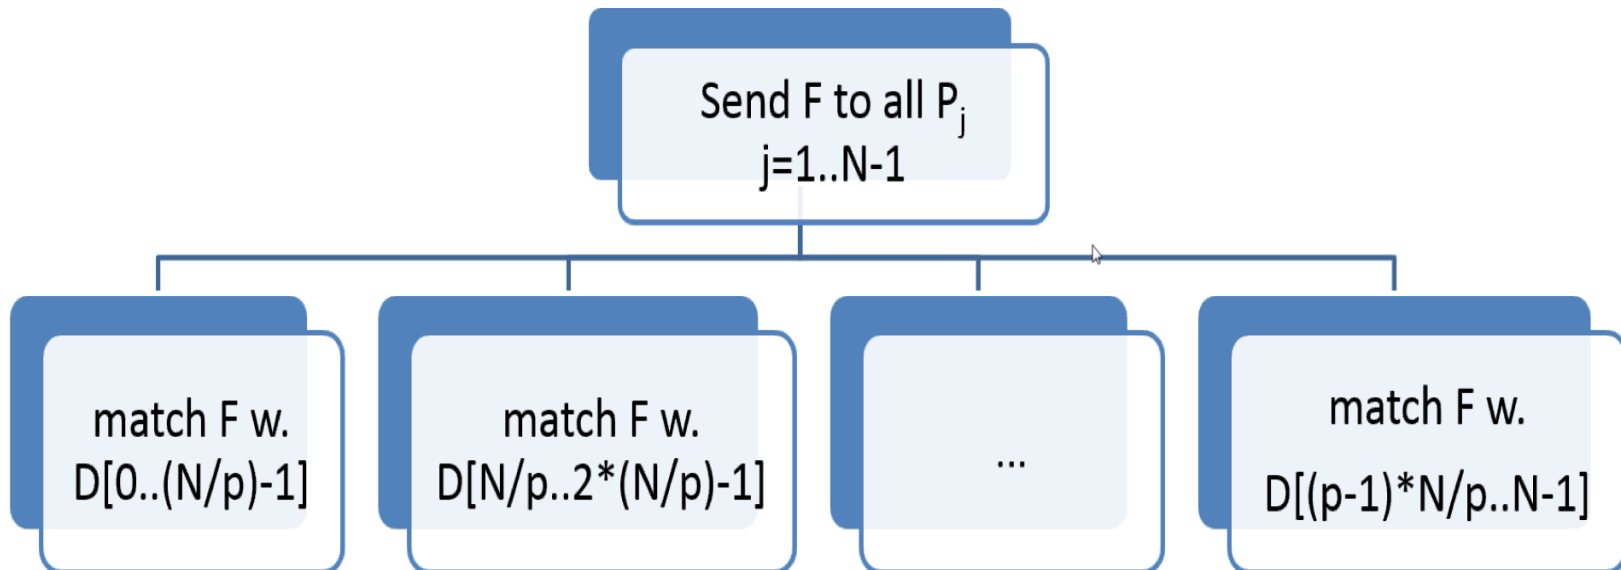 Send F to all Pj
j=1..N-1
match F w.
D[0..(N/p)-1]
match F w.
D[N/p..2*(N/p)-1]
...
match F w.
D[(p-1)*N/p..N-1]